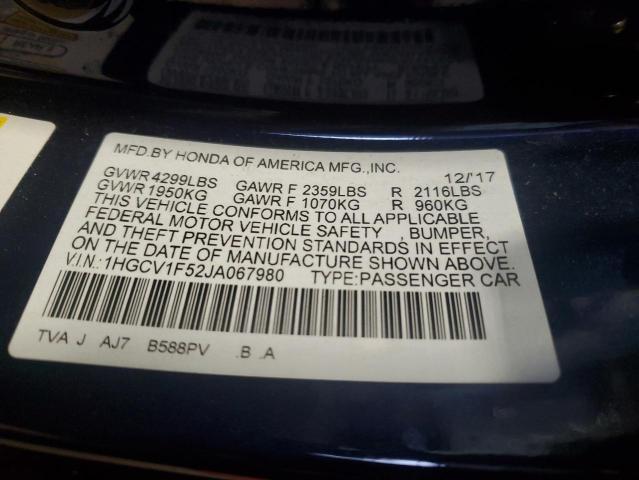 MFD.BY HONDA OF AMERICA MFG.,INC. 12/'17
GVWR 4299LBS GAWR F 2359LBS R 2116LBS
GVWR 1950KG GAWR F 1070KG R 960KG
THIS VEHICLE CONFORMS TO ALL APPLICABLE
FEDERAL MOTOR VEHICLE SAFETY , BUMPER,
AND THEFT PREVENTION STANDARDS IN EFFECT
ON THE DATE OF MANUFACTURE SHOWN ABOVE.
V.I.N.:1HGCV1F52JA067980 TYPE:PASSENGER CAR
TVA J AJ7 B588PV .B .A